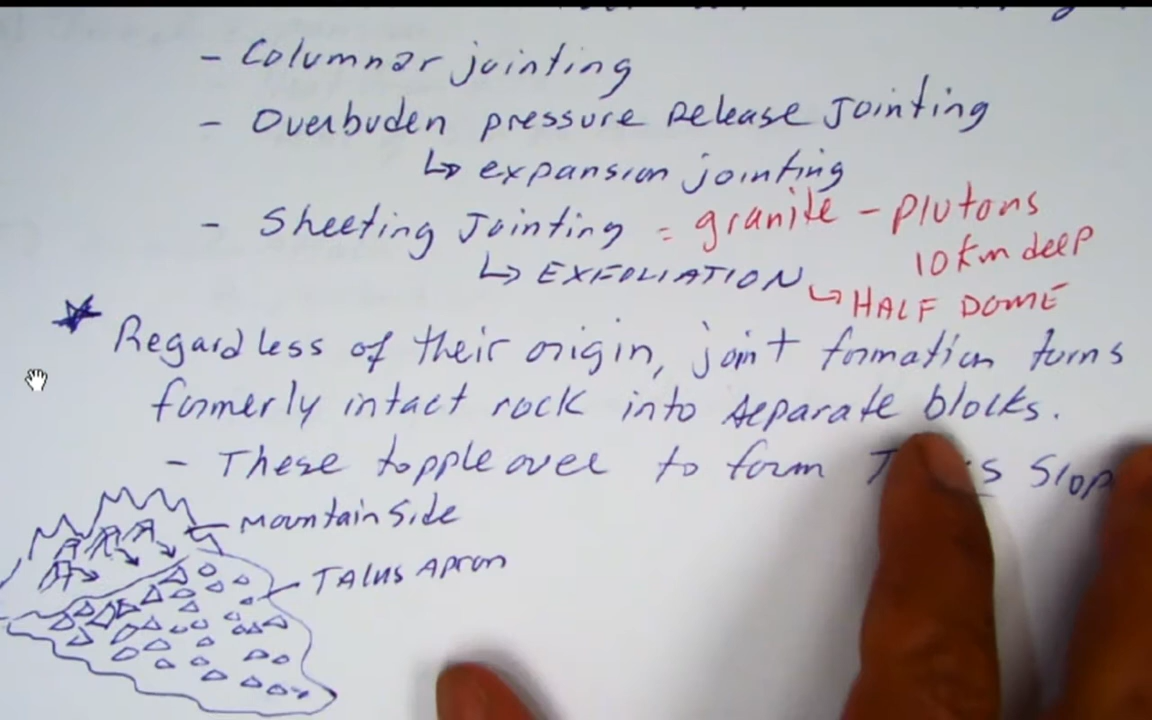 - Columnar jointing
- Overbuden pressure Release Jointing
↳ expansion jointing
- Sheeting Jointing = granite - plutons
10 km deep
↳ EXFOLIATION
↳ HALF DOME
★ Regardless of their origin, joint formation turns
formerly intact rock into separate blocks.
- These topple over to form
Mountain Side
TALUS APRON